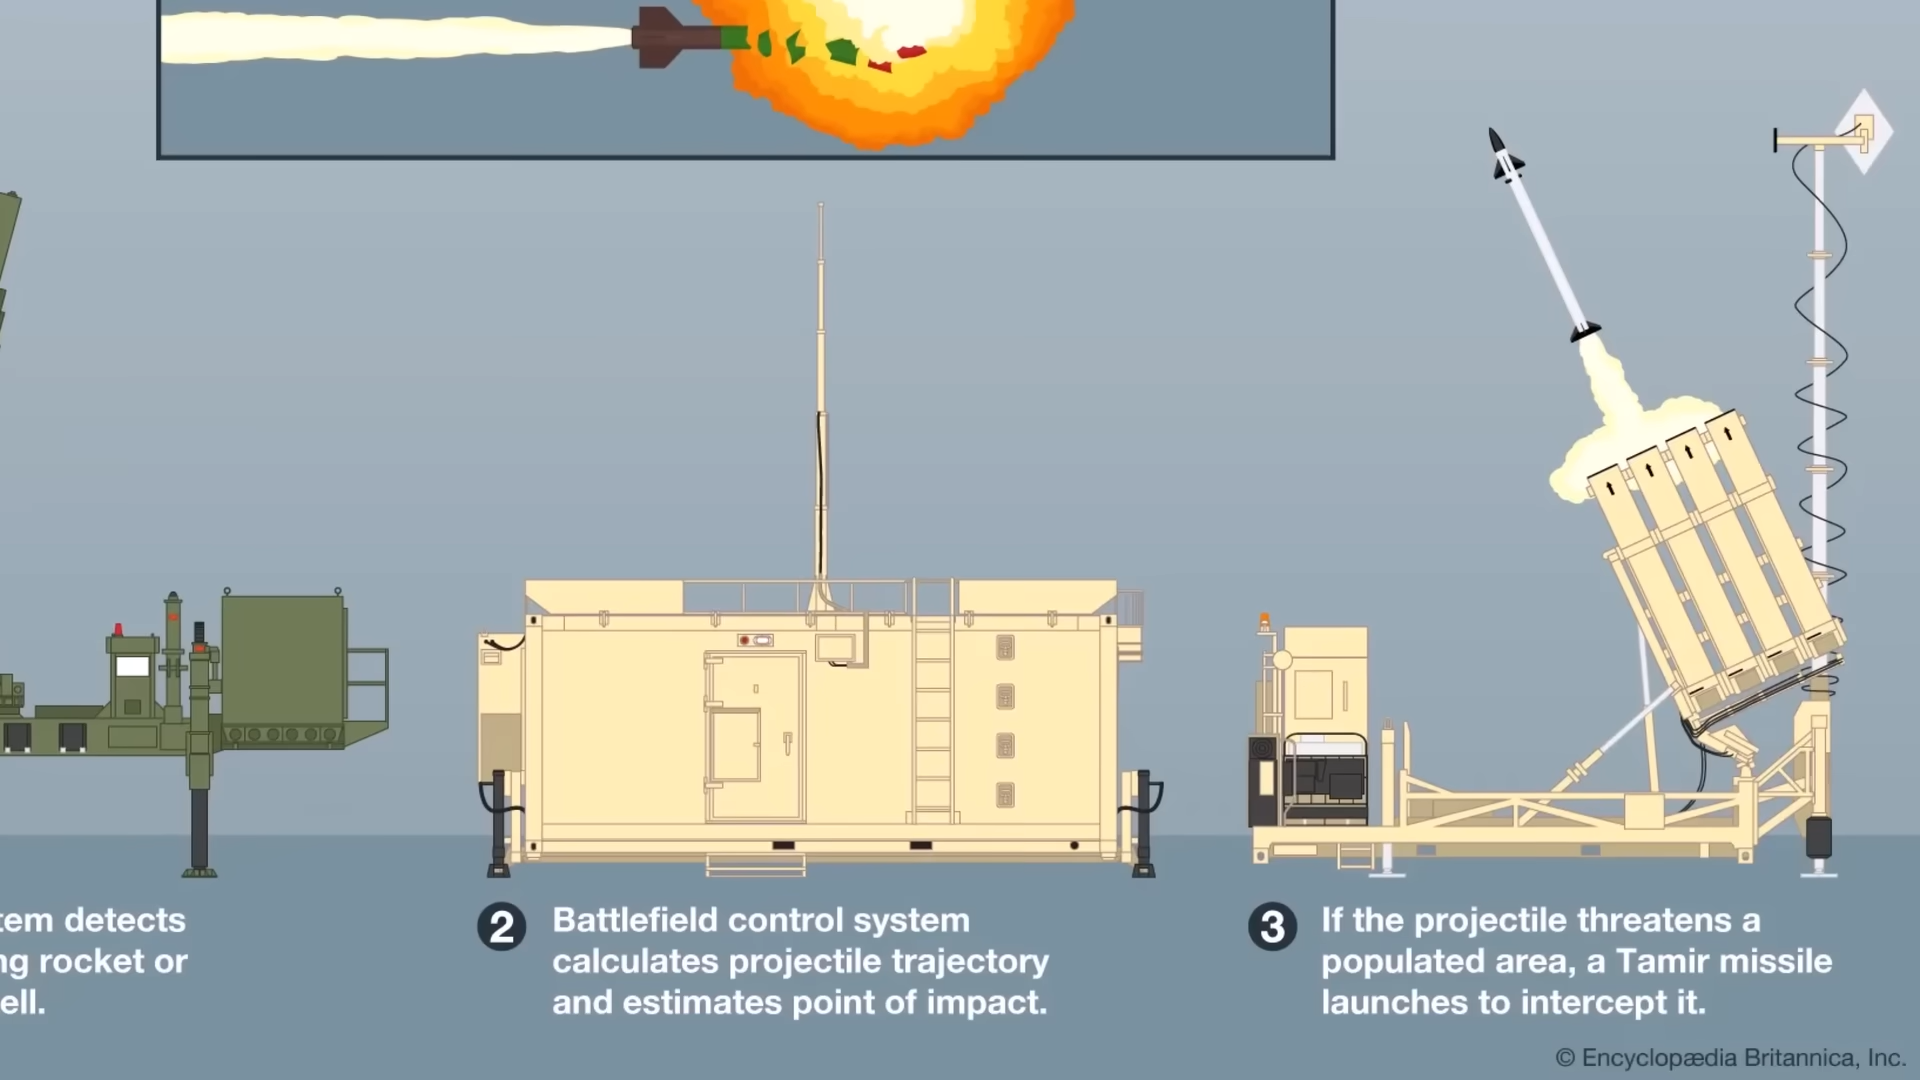 tem detects
ng rocket or
ell.
2 Battlefield control system
calculates projectile trajectory
and estimates point of impact.
3 If the projectile threatens a
populated area, a Tamir missile
launches to intercept it.
© Encyclopædia Britannica, Inc.